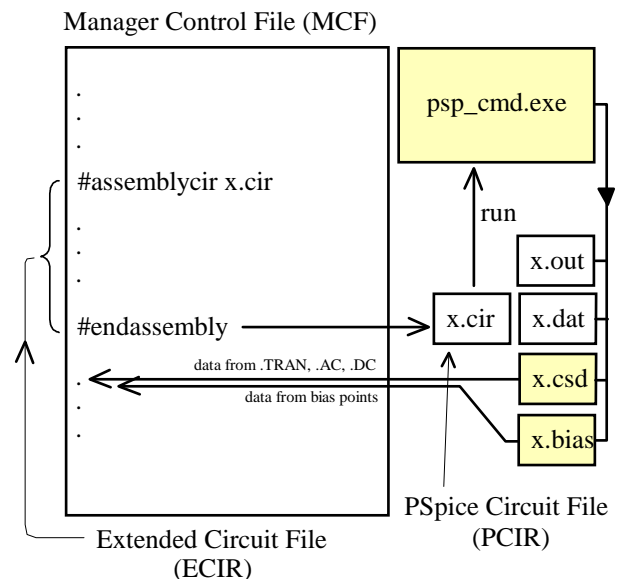 Manager Control File (MCF)
.
.
.
#assemblycir x.cir
.
.
.
#endassembly
.
.
.
psp_cmd.exe
run
x.out
x.cir
x.dat
data from .TRAN, .AC, .DC
x.csd
data from bias points
x.bias
PSpice Circuit File
(PCIR)
Extended Circuit File
(ECIR)